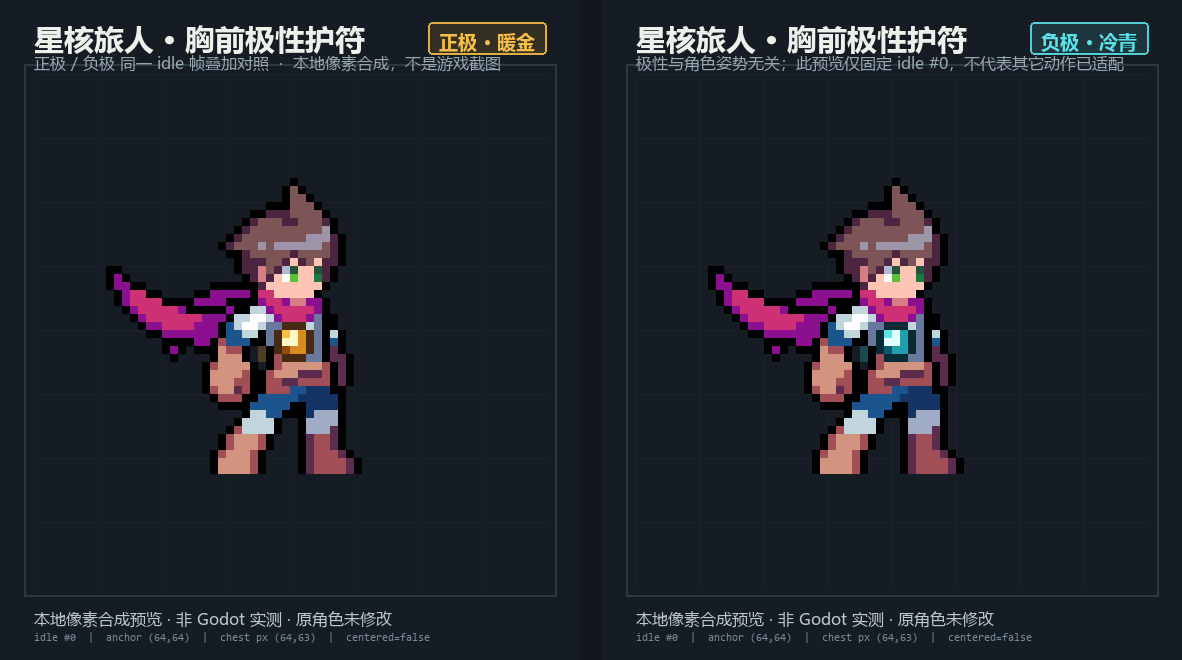 星核旅人·胸前极性护符
正极·暖金
正极 / 负极 同一 idle 帧叠加对照 · 本地像素合成，不是游戏截图
本地像素合成预览·非 Godot 实测·原角色未修改
idle #0 | anchor (64,64) | chest px (64,63) | centered=false
星核旅人·胸前极性护符
负极·冷青
极性与角色姿势无关；此预览仅固定 idle #0，不代表其它动作已适配
本地像素合成预览·非 Godot 实测·原角色未修改
idle #0 | anchor (64,64) | chest px (64,63) | centered=false